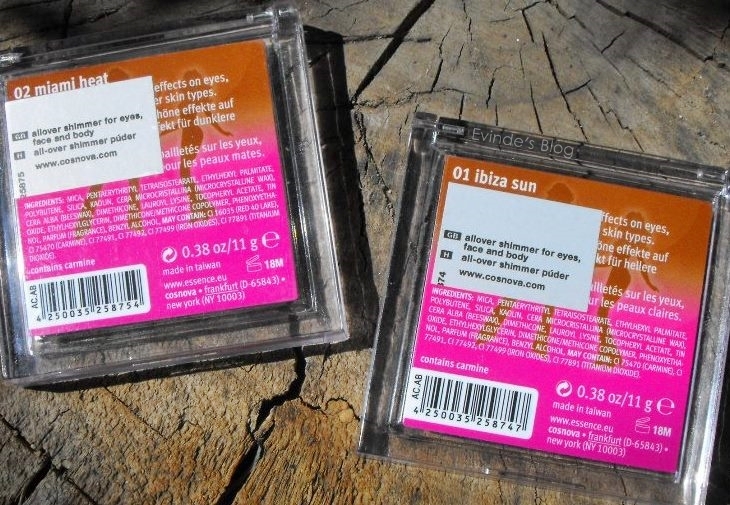 02 miami heat
effects on eyes,
skin types.
höne effekte auf
fekt für dunklere
pailletés sur les yeux,
our les peaux mates.
GB allover shimmer for eyes,
face and body
H all-over shimmer púder
www.cosnova.com
25875
INGREDIENTS: MICA, PENTAERYTHRITYL TETRAISOSTEARATE, ETHYLHEXYL PALMITATE,
POLYBUTENE, SILICA, KAOLIN, CERA MICROCRISTALLINA (MICROCRYSTALLINE WAX),
CERA ALBA (BEESWAX), DIMETHICONE, LAUROYL LYSINE, TOCOPHERYL ACETATE, TIN
OXIDE, ETHYLHEXYLGLYCERIN, DIMETHICONE/METHICONE COPOLYMER, PHENOXYETHA-
NOL, PARFUM (FRAGRANCE), BENZYL ALCOHOL, MAY CONTAIN: CI 16035 (RED 40 LAKE),
CI 75470 (CARMINE), CI 77491, CI 77492, CI 77499 (IRON OXIDES), CI 77891 (TITANIUM
DIOXIDE).
contains carmine
0.38 oz/11 g e
made in taiwan
www.essence.eu
18M
cosnova • frankfurt (D-65843) •
new york (NY 10003)
AC.AB
4 250035 258754
Evinde's Blog
01 ibiza sun
effects on eyes,
skin types.
höne effekte auf
kt für hellere
ailletés sur les yeux,
ur les peaux claires.
GB allover shimmer for eyes,
face and body
H all-over shimmer púder
www.cosnova.com
74
INGREDIENTS: MICA, PENTAERYTHRITYL TETRAISOSTEARATE, ETHYLHEXYL PALMITATE,
POLYBUTENE, SILICA, KAOLIN, CERA MICROCRISTALLINA (MICROCRYSTALLINE WAX),
CERA ALBA (BEESWAX), DIMETHICONE, LAUROYL LYSINE, TOCOPHERYL ACETATE, TIN
OXIDE, ETHYLHEXYLGLYCERIN, DIMETHICONE/METHICONE COPOLYMER, PHENOXYETHA-
NOL, PARFUM (FRAGRANCE), BENZYL ALCOHOL, MAY CONTAIN: CI 75470 (CARMINE), CI
77491, CI 77492, CI 77499 (IRON OXIDES), CI 77891 (TITANIUM DIOXIDE).
contains carmine
0.38 oz/11 g e
made in taiwan
www.essence.eu
18M
cosnova • frankfurt (D-65843) •
new york (NY 10003)
AC.AB
4 250035 258747